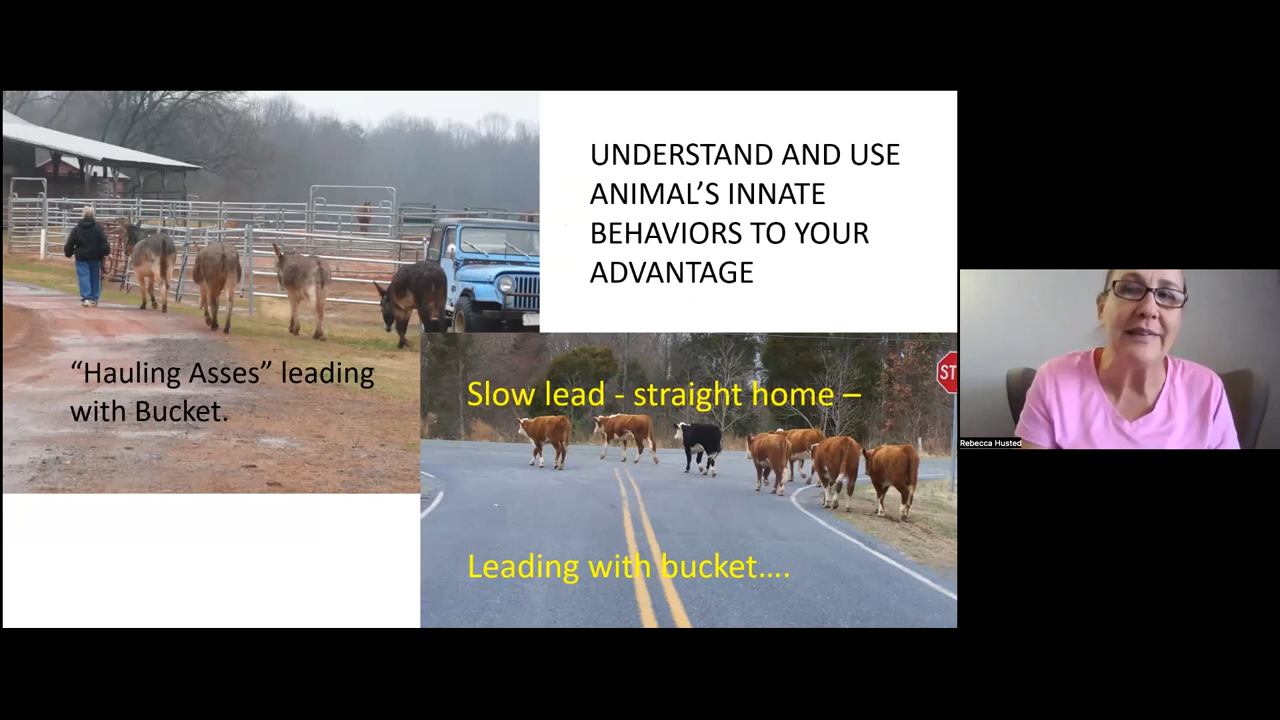 UNDERSTAND AND USE
ANIMAL’S INNATE
BEHAVIORS TO YOUR
ADVANTAGE
“Hauling Asses” leading
with Bucket.
Slow lead - straight home –
ST
Leading with bucket....
Rebecca Husted